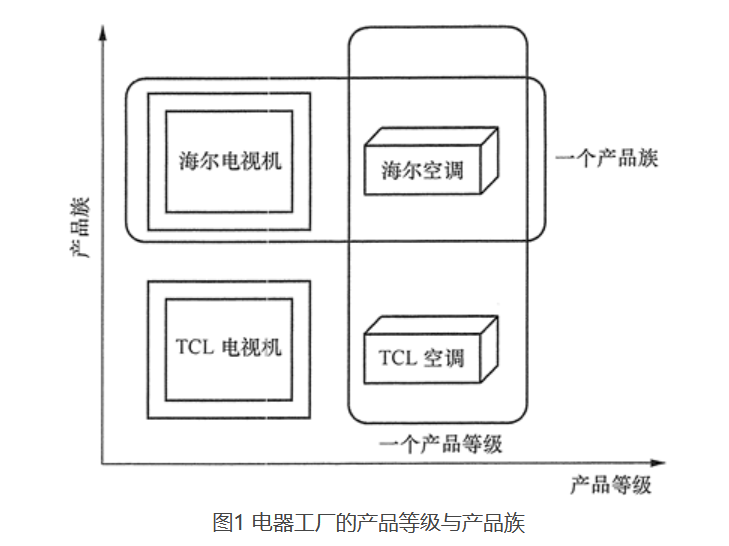 产品族
海尔电视机
海尔空调
一个产品族
TCL 电视机
TCL 空调
一个产品等级
产品等级
图1 电器工厂的产品等级与产品族